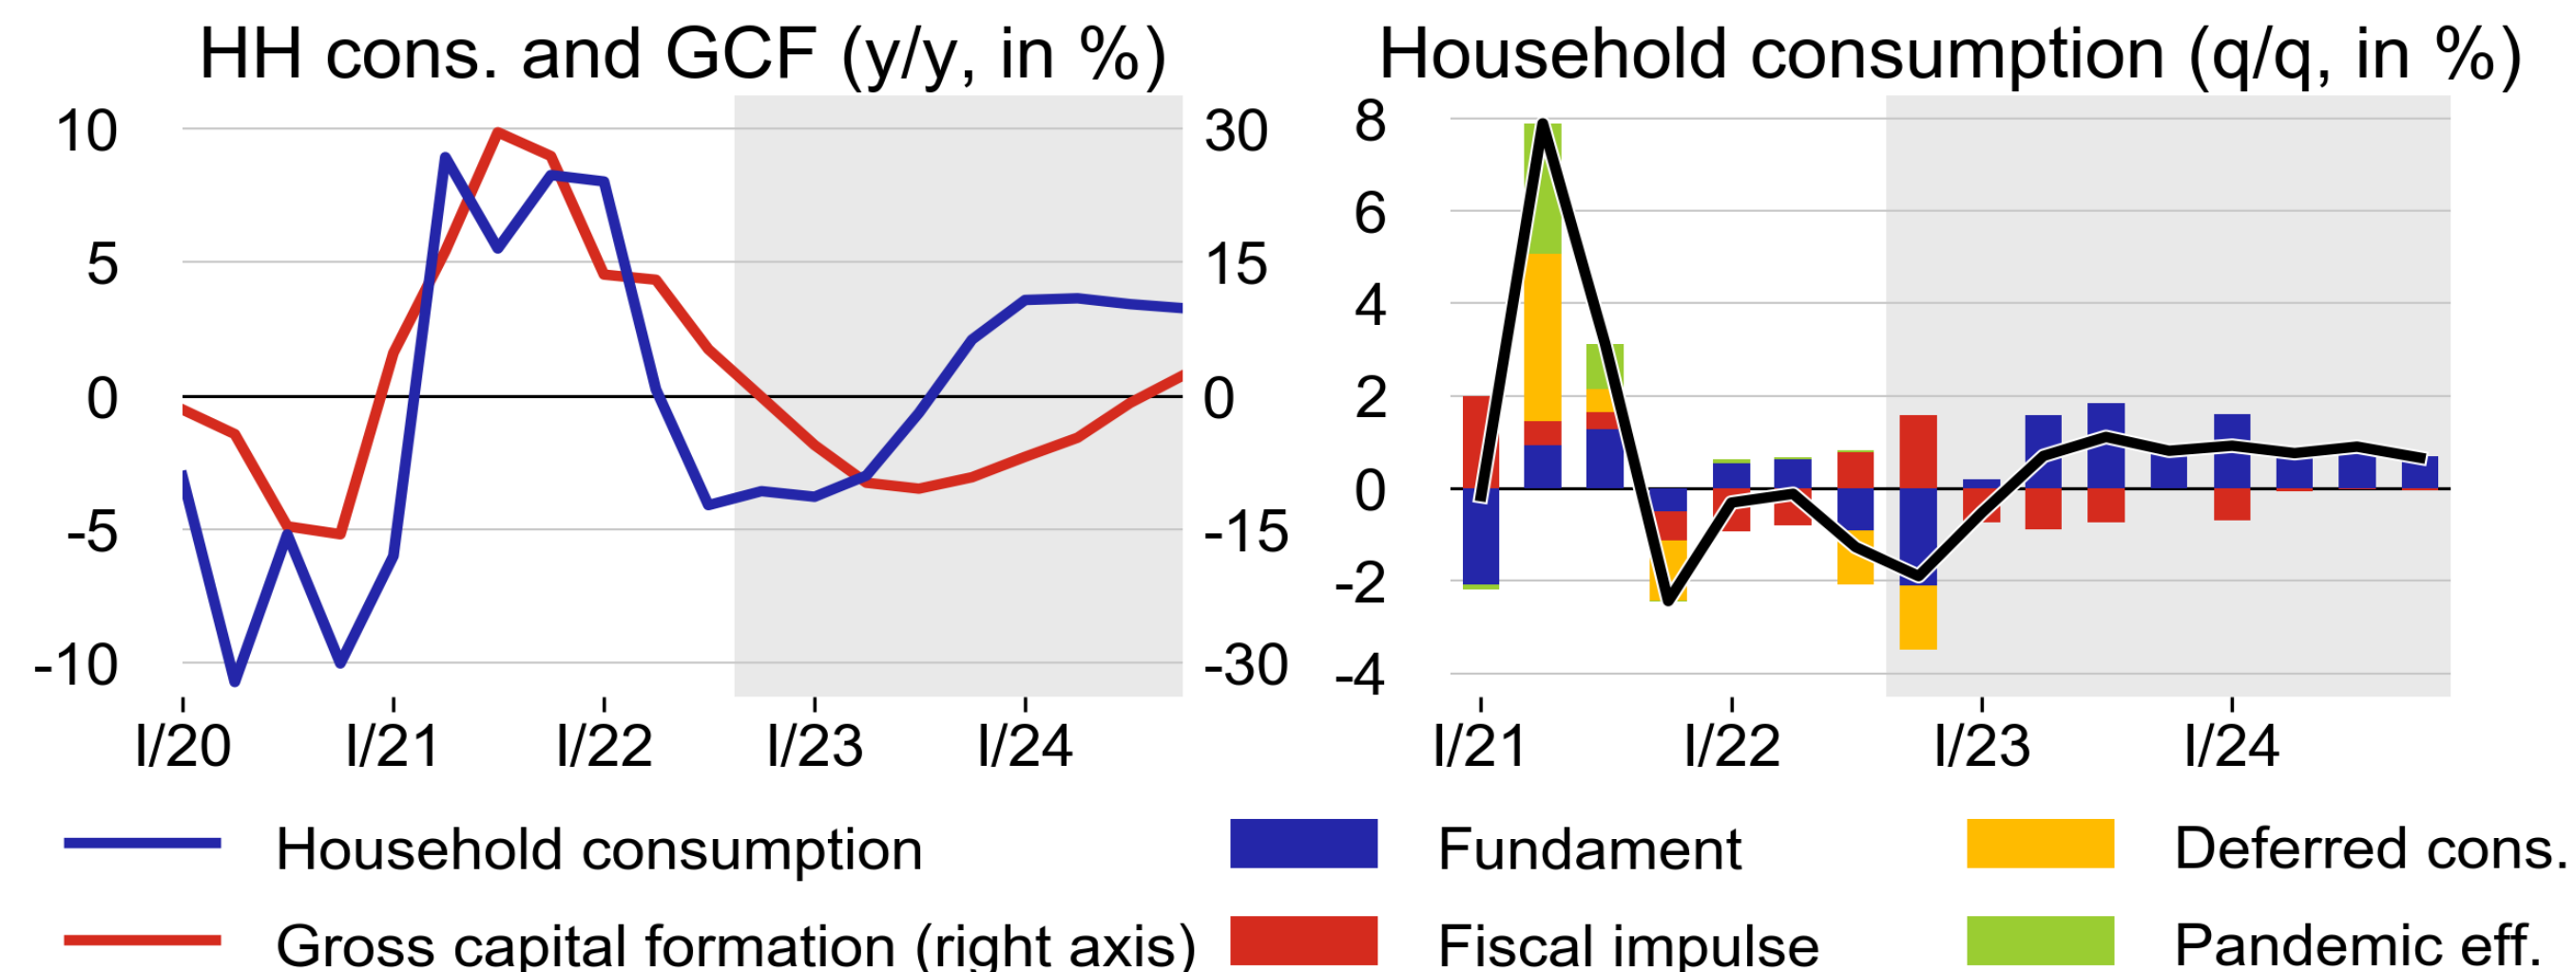 HH cons. and GCF (y/y, in %)
10
5
0
-5
-10
30
15
0
-15
-30
I/20 I/21 I/22 I/23 I/24
Household consumption (q/q, in %)
8
6
4
2
0
-2
-4
I/21 I/22 I/23 I/24
Household consumption
Gross capital formation (right axis)
Fundament
Fiscal impulse
Deferred cons.
Pandemic eff.